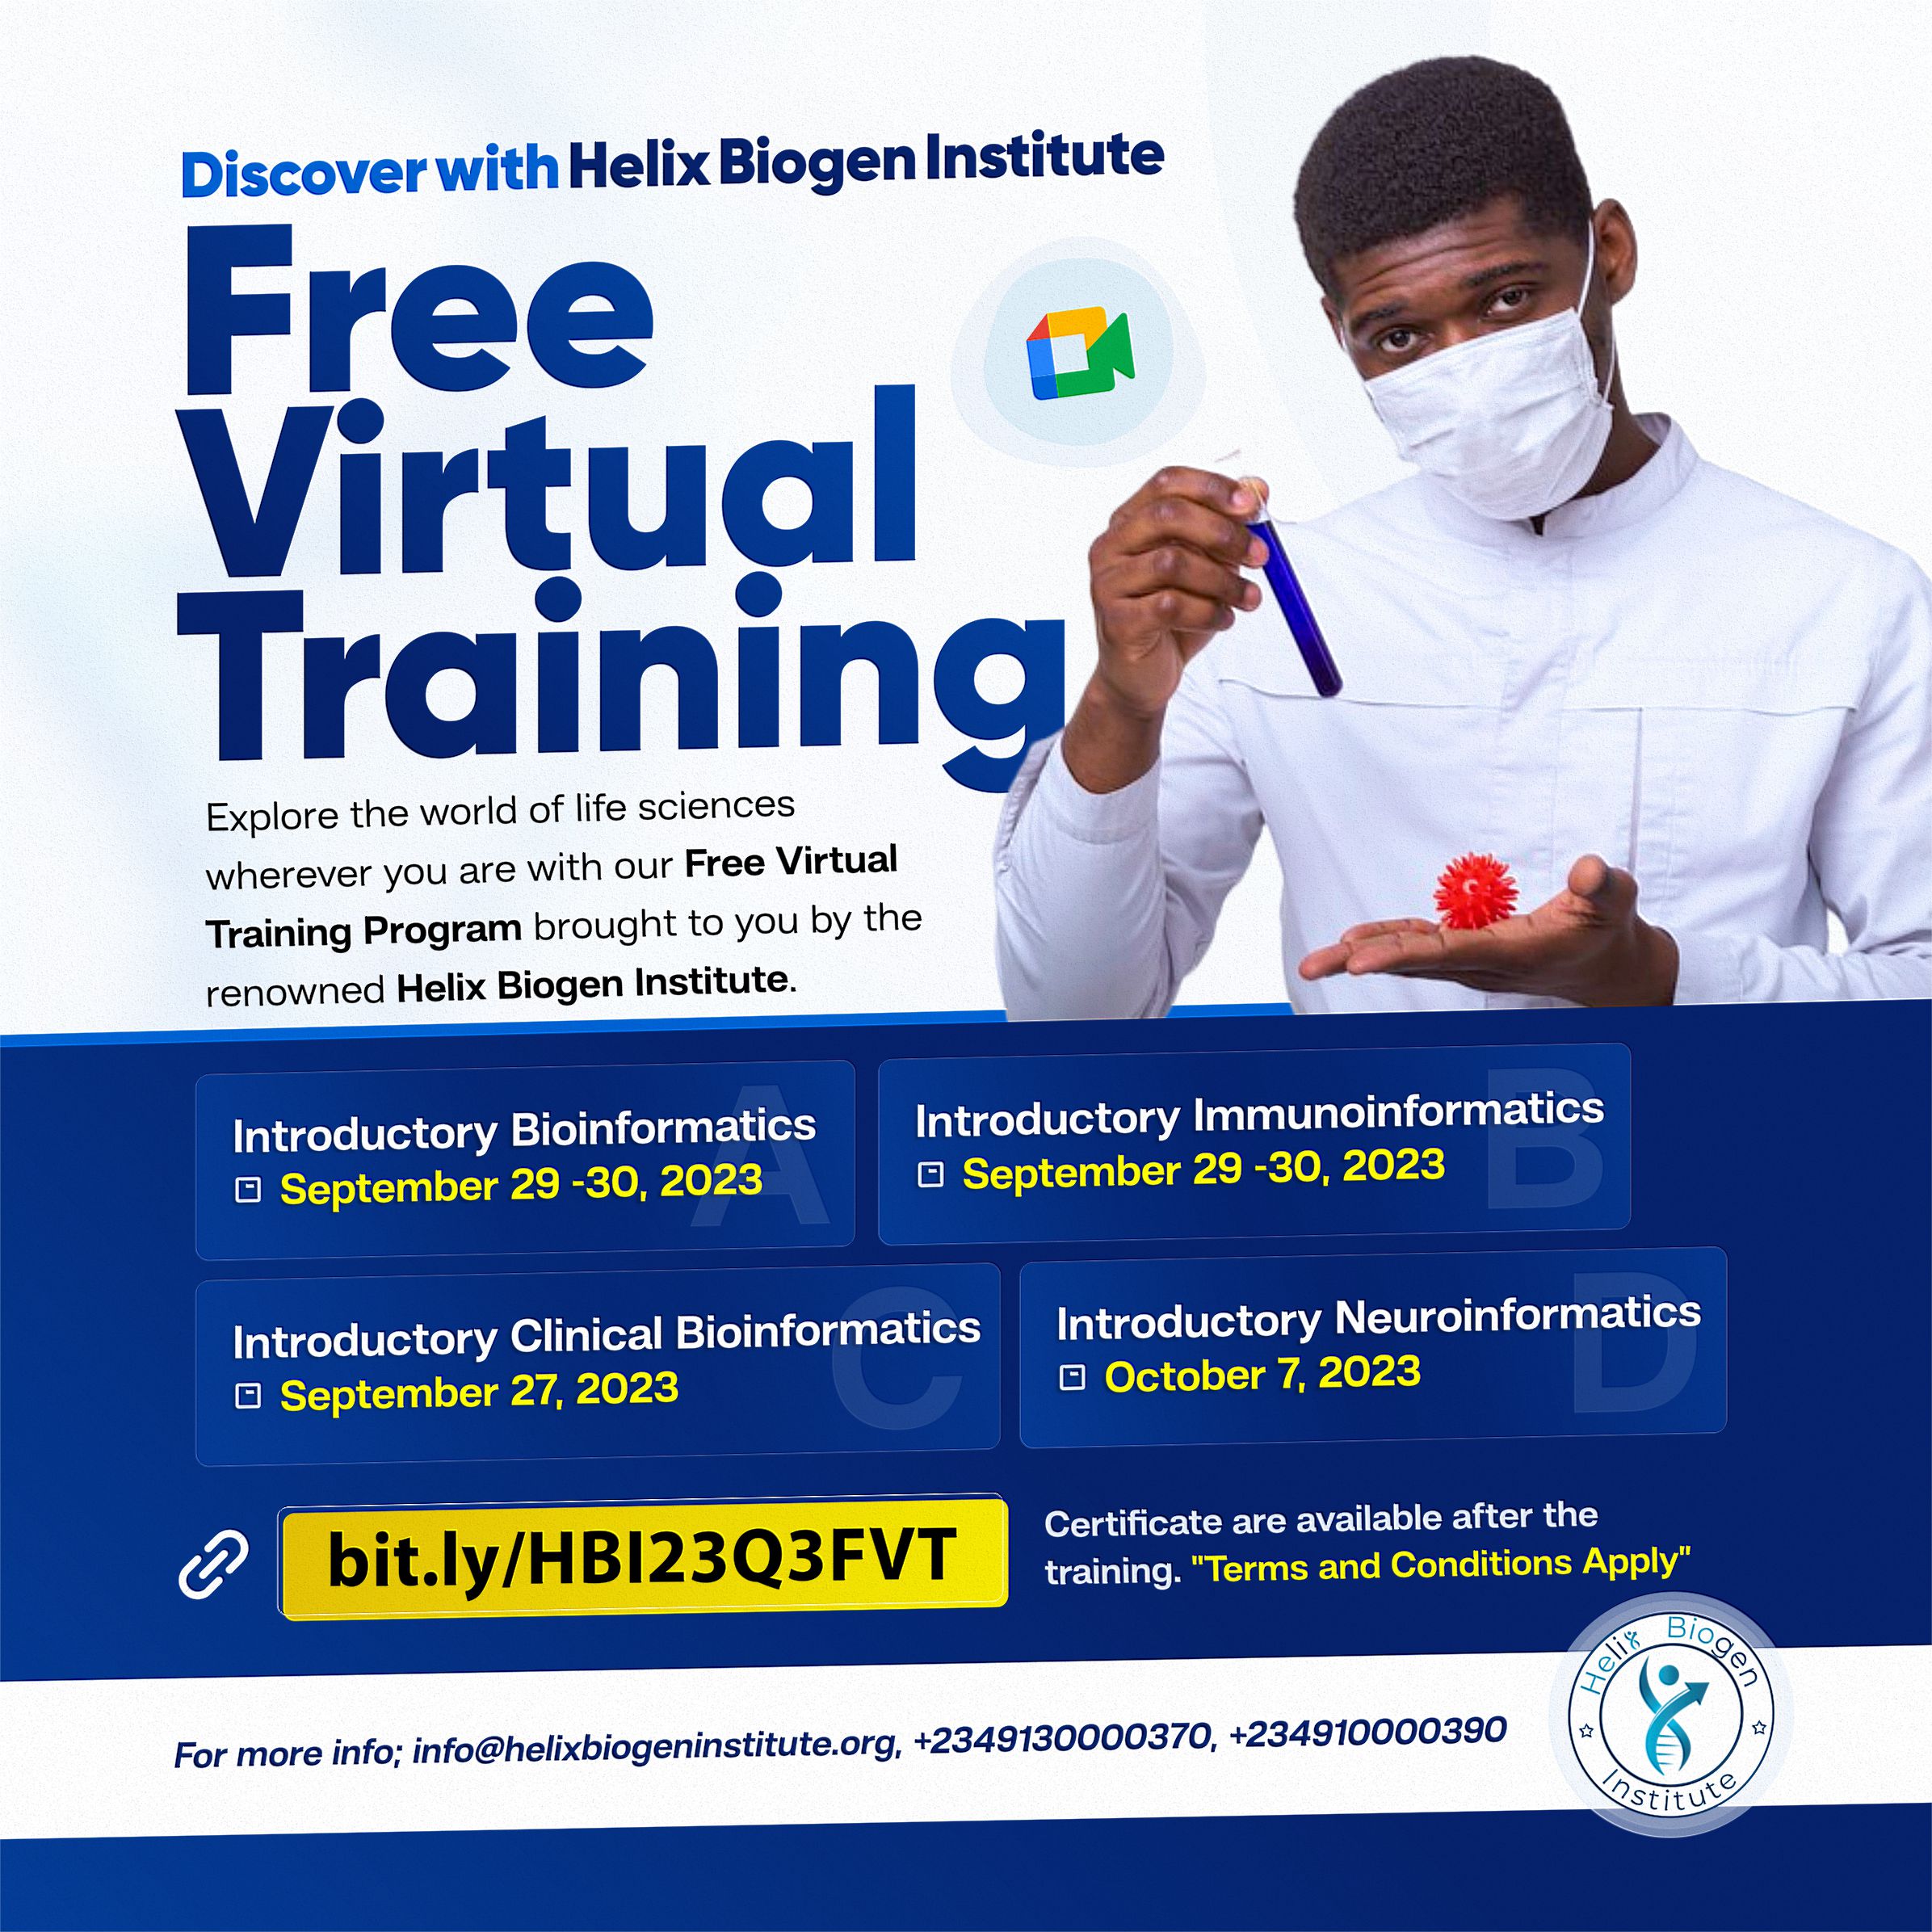 Discover with Helix Biogen Institute
Free
Virtual
Training
Explore the world of life sciences
wherever you are with our Free Virtual
Training Program brought to you by the
renowned Helix Biogen Institute.
A
Introductory Bioinformatics
September 29 -30, 2023
B
Introductory Immunoinformatics
September 29 -30, 2023
C
Introductory Clinical Bioinformatics
September 27, 2023
D
Introductory Neuroinformatics
October 7, 2023
bit.ly/HBI23Q3FVT
Certificate are available after the
training. "Terms and Conditions Apply"
For more info; info@helixbiogeninstitute.org, +2349130000370, +234910000390
Helix Biogen
Institute